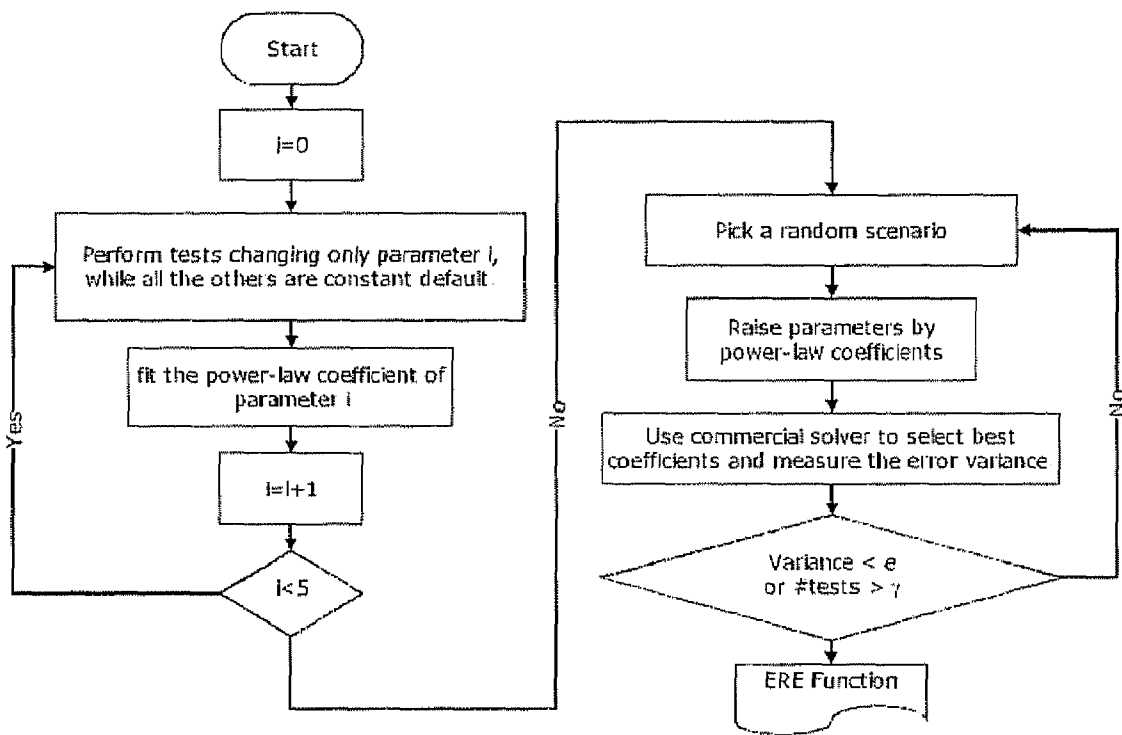 Start
i=0
Perform tests changing only parameter i,
while all the others are constant default.
fit the power-law coefficient of
parameter i
i=i+1
i<5
Yes
No
Pick a random scenario
Raise parameters by
power-law coefficients
Use commercial solver to select best
coefficients and measure the error variance
Variance < e
or #tests > γ
No
ERE Function